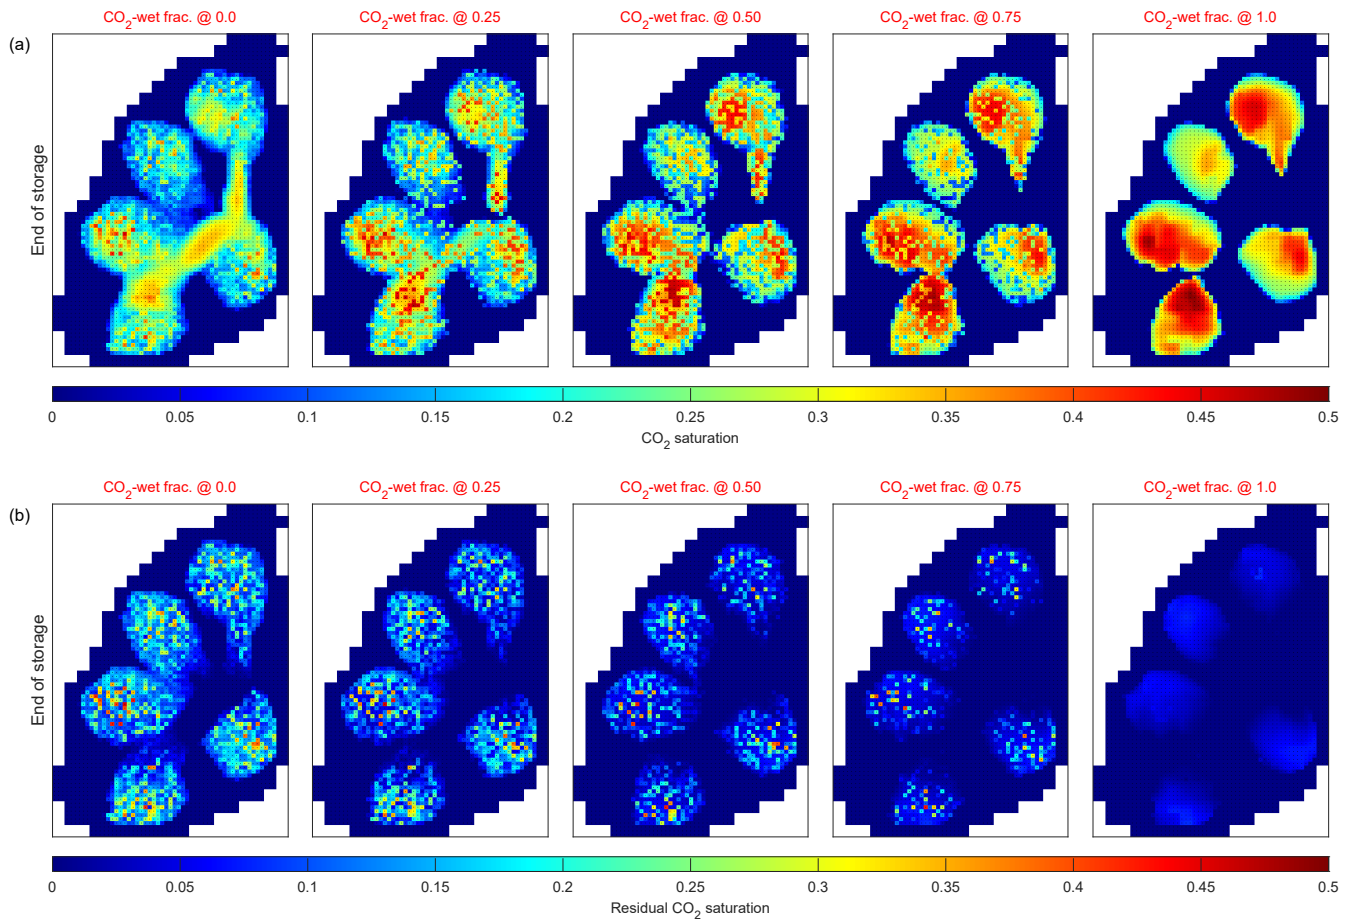 CO2-wet frac. @ 0.0 CO2-wet frac. @ 0.25 CO2-wet frac. @ 0.50 CO2-wet frac. @ 0.75 CO2-wet frac. @ 1.0
(a)
End of storage
0 0.05 0.1 0.15 0.2 0.25 0.3 0.35 0.4 0.45 0.5
CO2 saturation
CO2-wet frac. @ 0.0 CO2-wet frac. @ 0.25 CO2-wet frac. @ 0.50 CO2-wet frac. @ 0.75 CO2-wet frac. @ 1.0
(b)
End of storage
0 0.05 0.1 0.15 0.2 0.25 0.3 0.35 0.4 0.45 0.5
Residual CO2 saturation